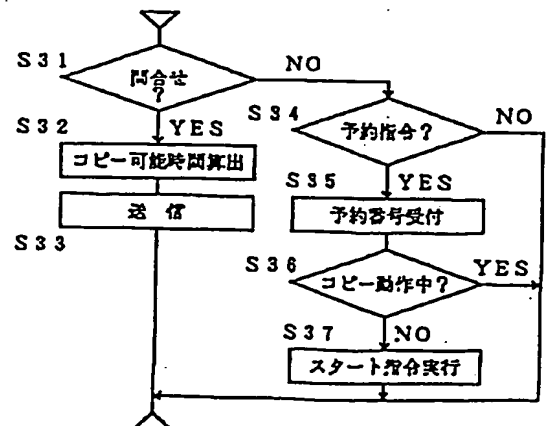 S31
問合せ?
NO
S32
YES
コピー可能時間算出
送信
S33
S34
予約指令?
NO
S35
YES
予約番号受付
S36
コピー動作中?
YES
S37
NO
スタート指令実行